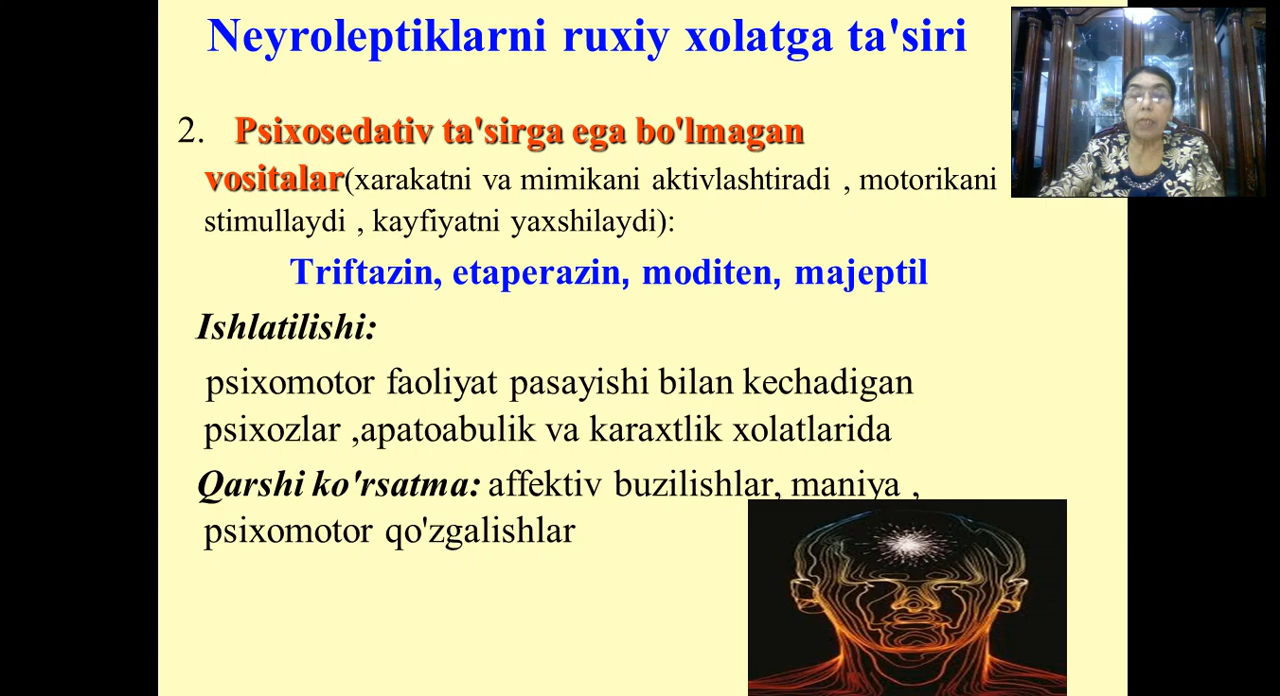 Neyroleptiklarni ruxiy xolatga ta'siri
2. Psixosedativ ta'sirga ega bo'lmagan
vositalar(xarakatni va mimikani aktivlashtiradi , motorikani
stimullaydi , kayfiyatni yaxshilaydi):
Triftazin, etaperazin, moditen, majeptil
Ishlatilishi:
psixomotor faoliyat pasayishi bilan kechadigan
psixozlar ,apatoabulik va karaxtlik xolatlarida
Qarshi ko'rsatma: affektiv buzilishlar, maniya ,
psixomotor qo'zgalishlar